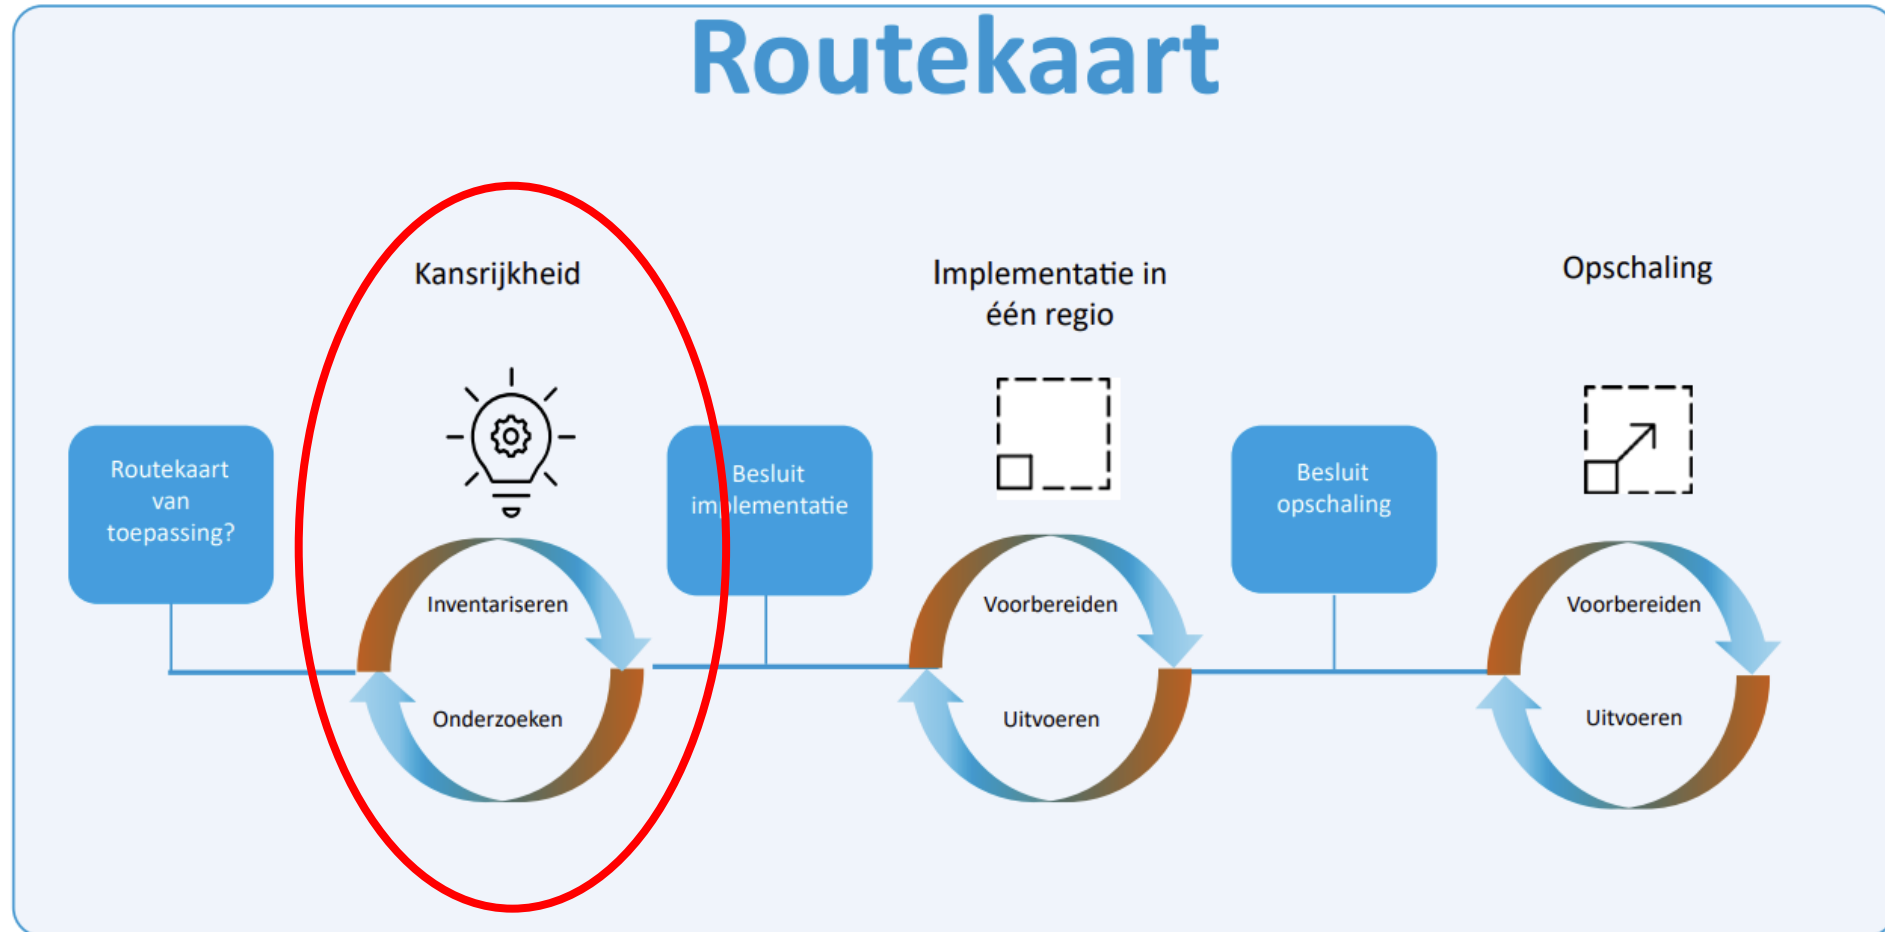 Routekaart
Routekaart
van
toepassing?
Kansrijkheid
Inventariseren
Onderzoeken
Besluit
implementatie
Implementatie in
één regio
Voorbereiden
Uitvoeren
Besluit
opschaling
Opschaling
Voorbereiden
Uitvoeren